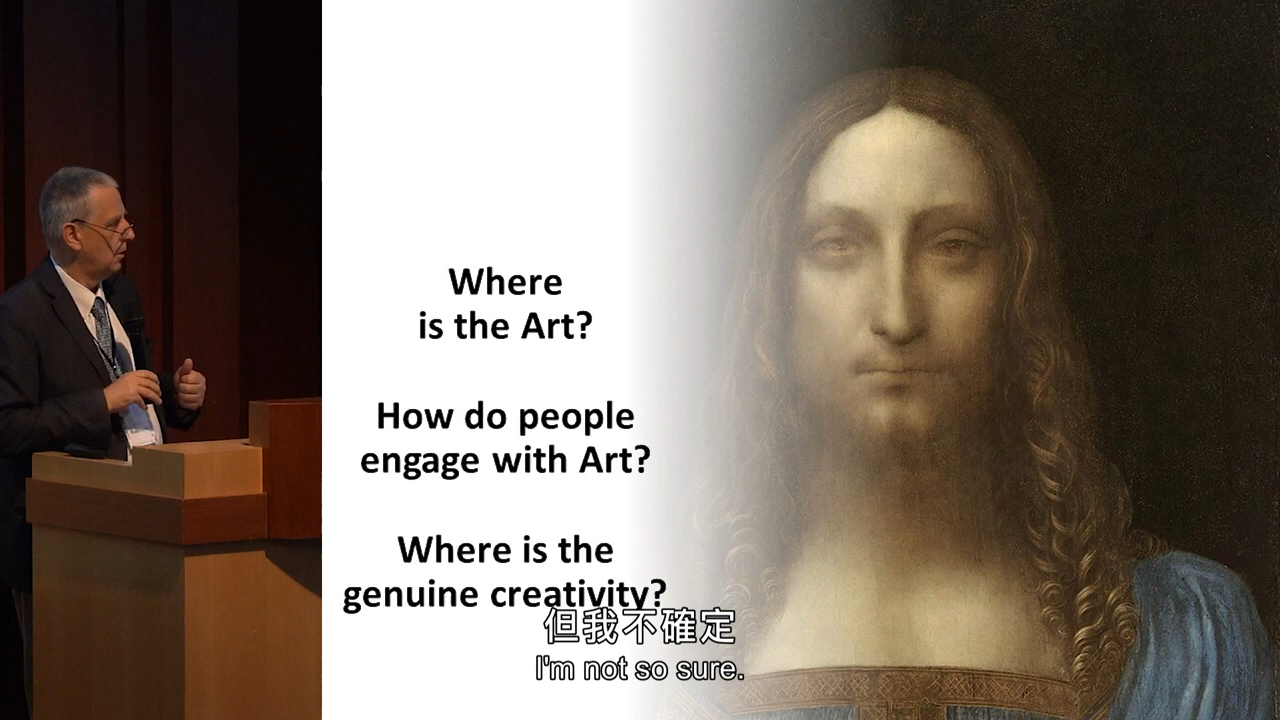 Where
is the Art?
How do people
engage with Art?
Where is the
genuine creativity?
但我不確定
I'm not so sure.